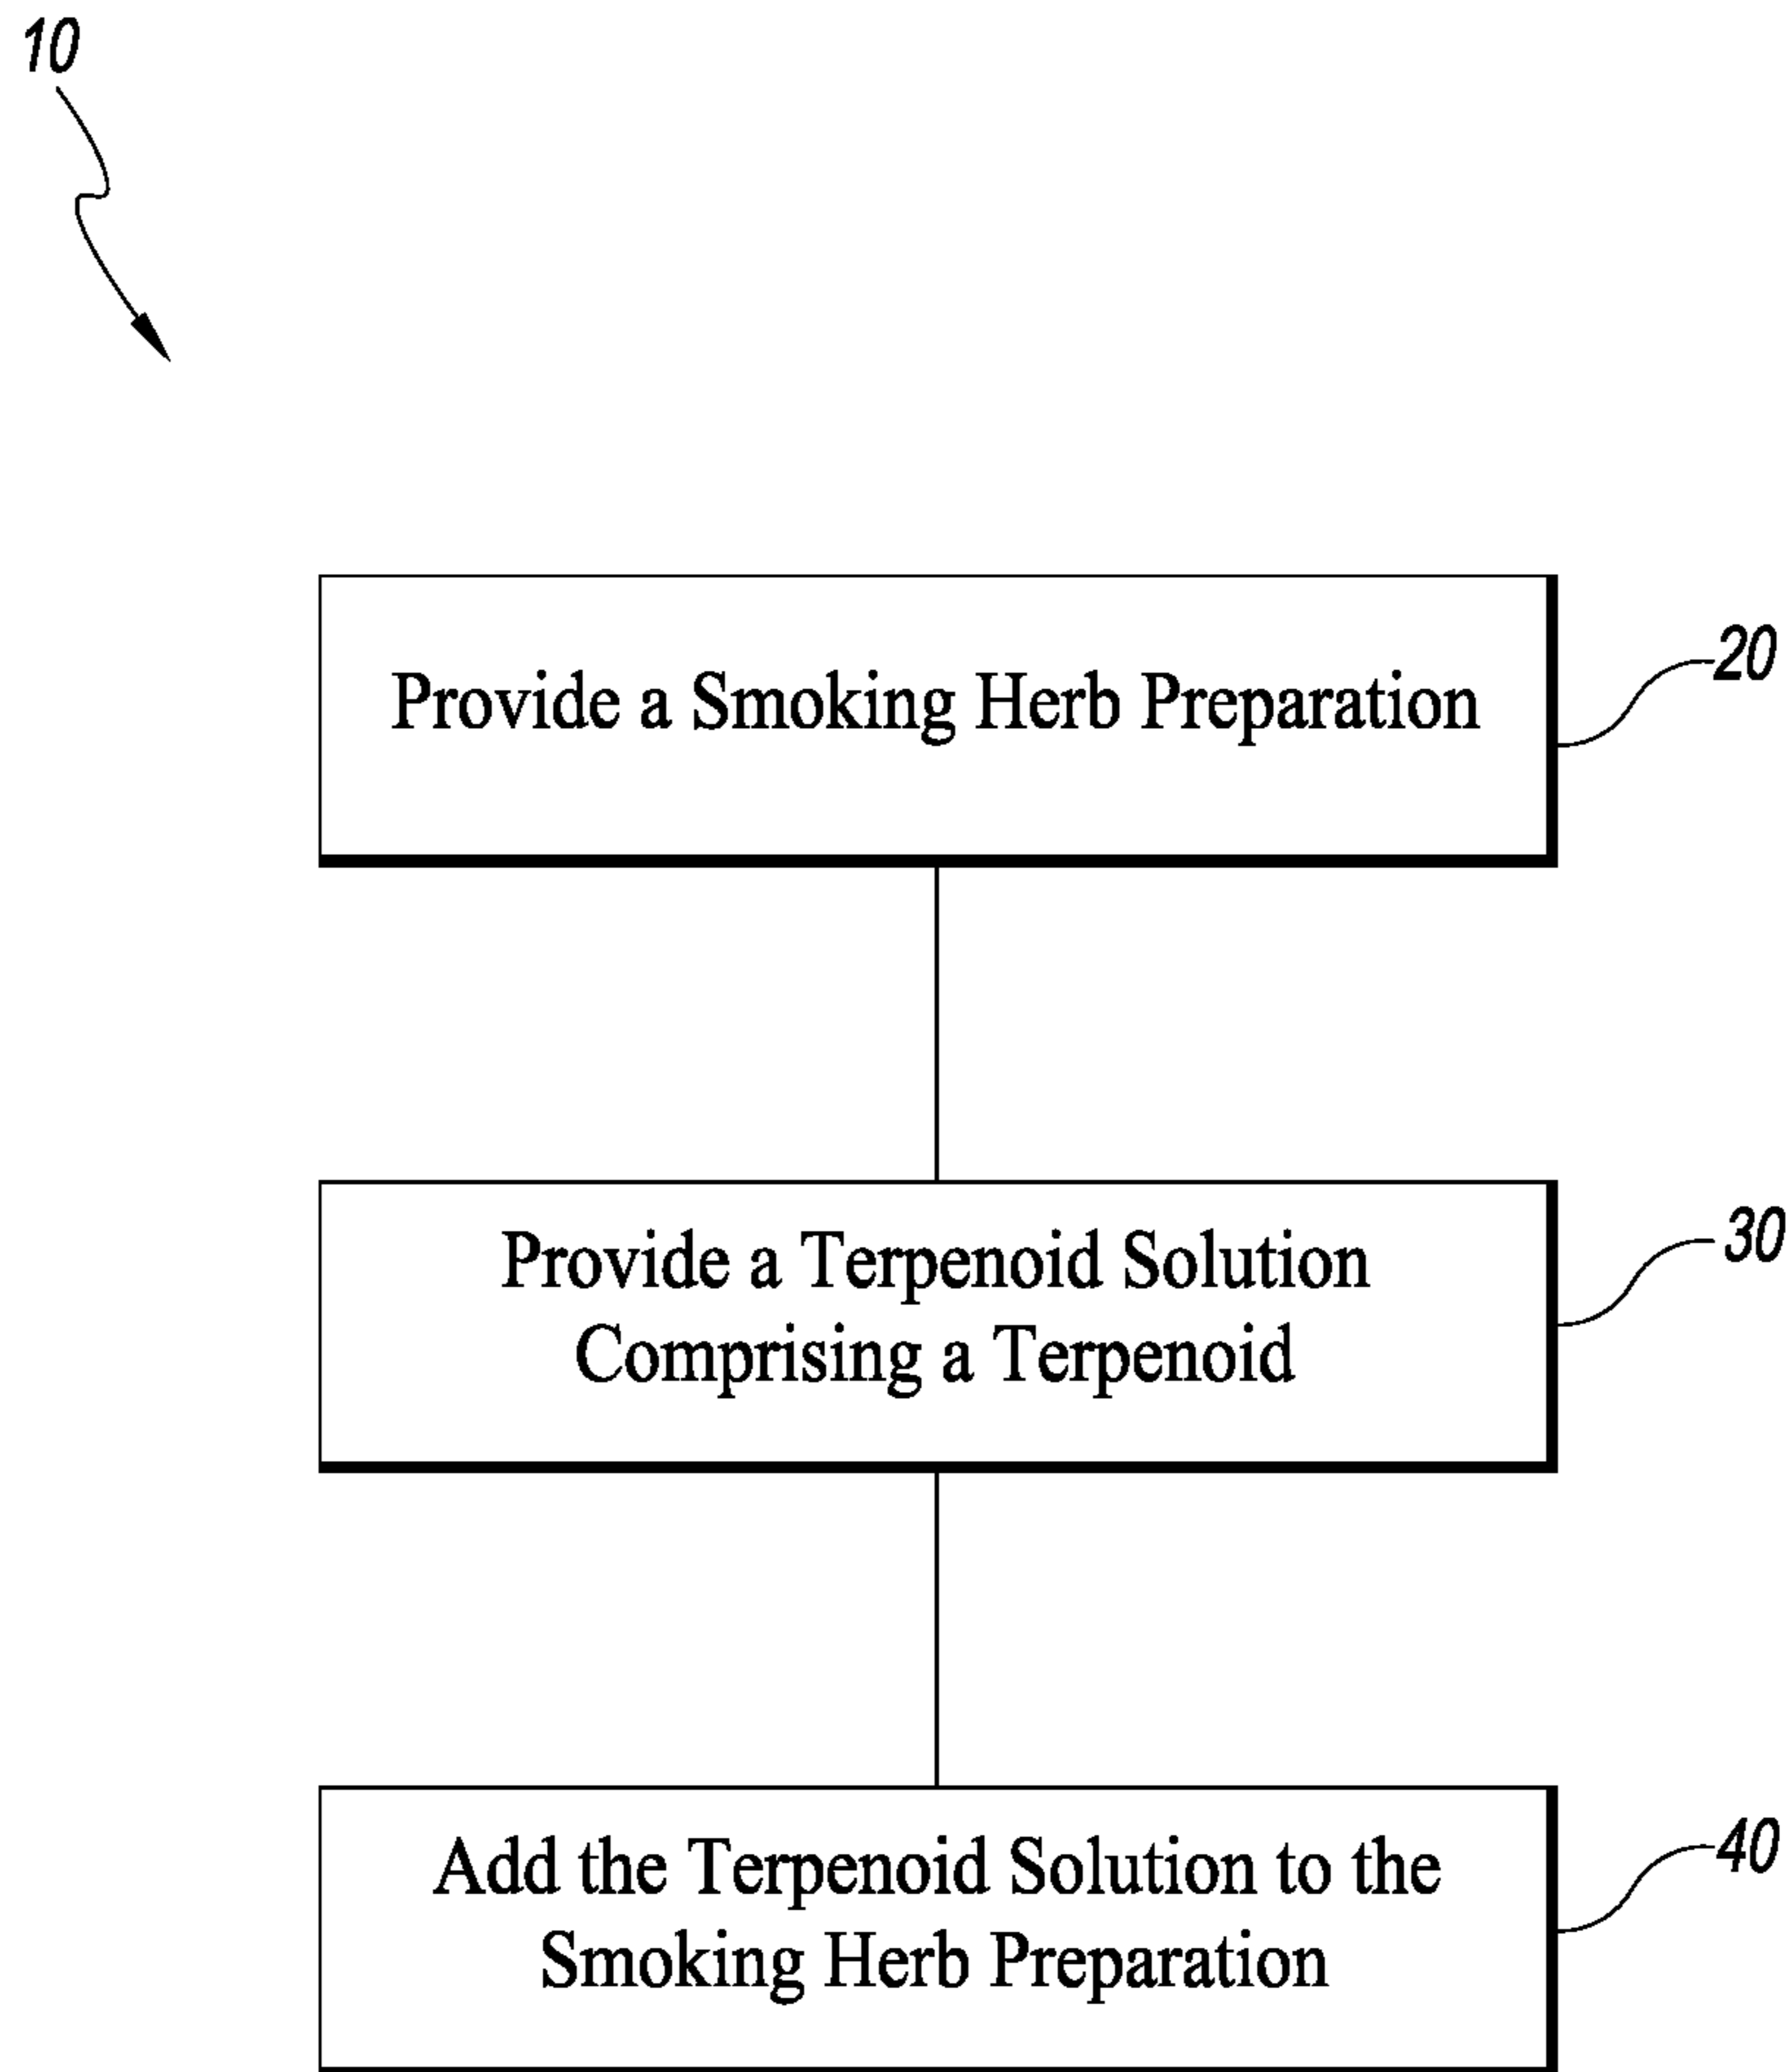 10
Provide a Smoking Herb Preparation
20
Provide a Terpenoid Solution
Comprising a Terpenoid
30
Add the Terpenoid Solution to the
Smoking Herb Preparation
40